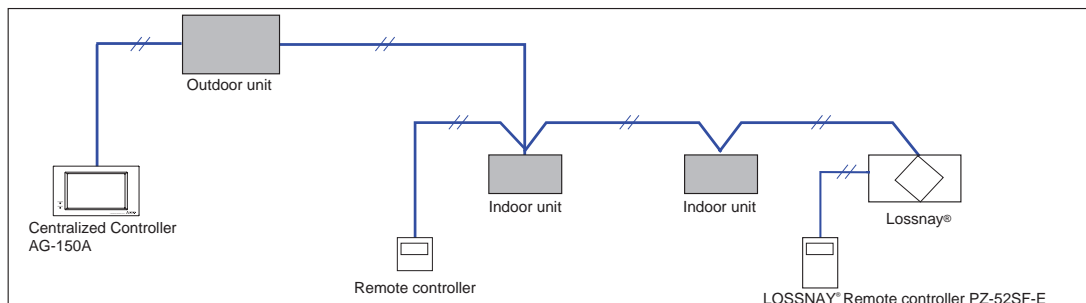 Outdoor unit
Indoor unit
Indoor unit
Lossnay®
Centralized Controller
AG-150A
Remote controller
LOSSNAY® Remote controller PZ-52SF-E